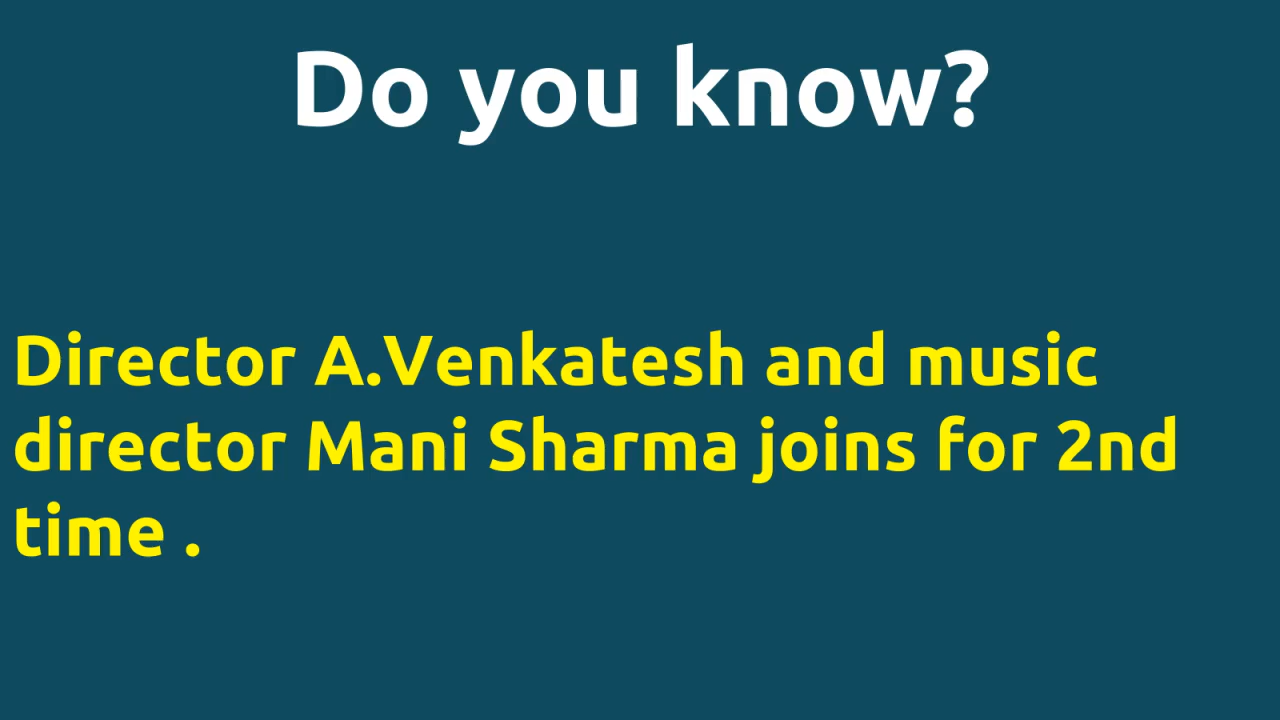 Do you know?
Director A.Venkatesh and music
director Mani Sharma joins for 2nd
time .